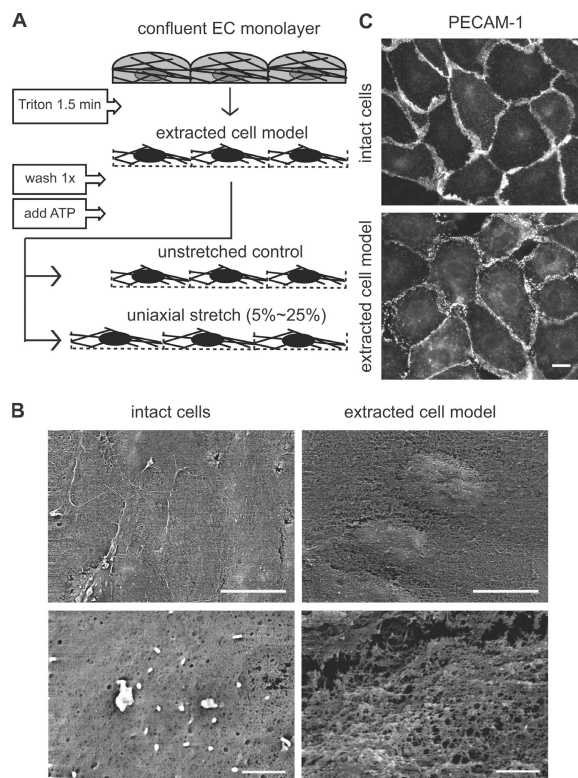 A
confluent EC monolayer
Triton 1.5 min
extracted cell model
wash 1x
add ATP
unstretched control
uniaxial stretch (5%~25%)
C
PECAM-1
intact cells
extracted cell model
B
intact cells
extracted cell model